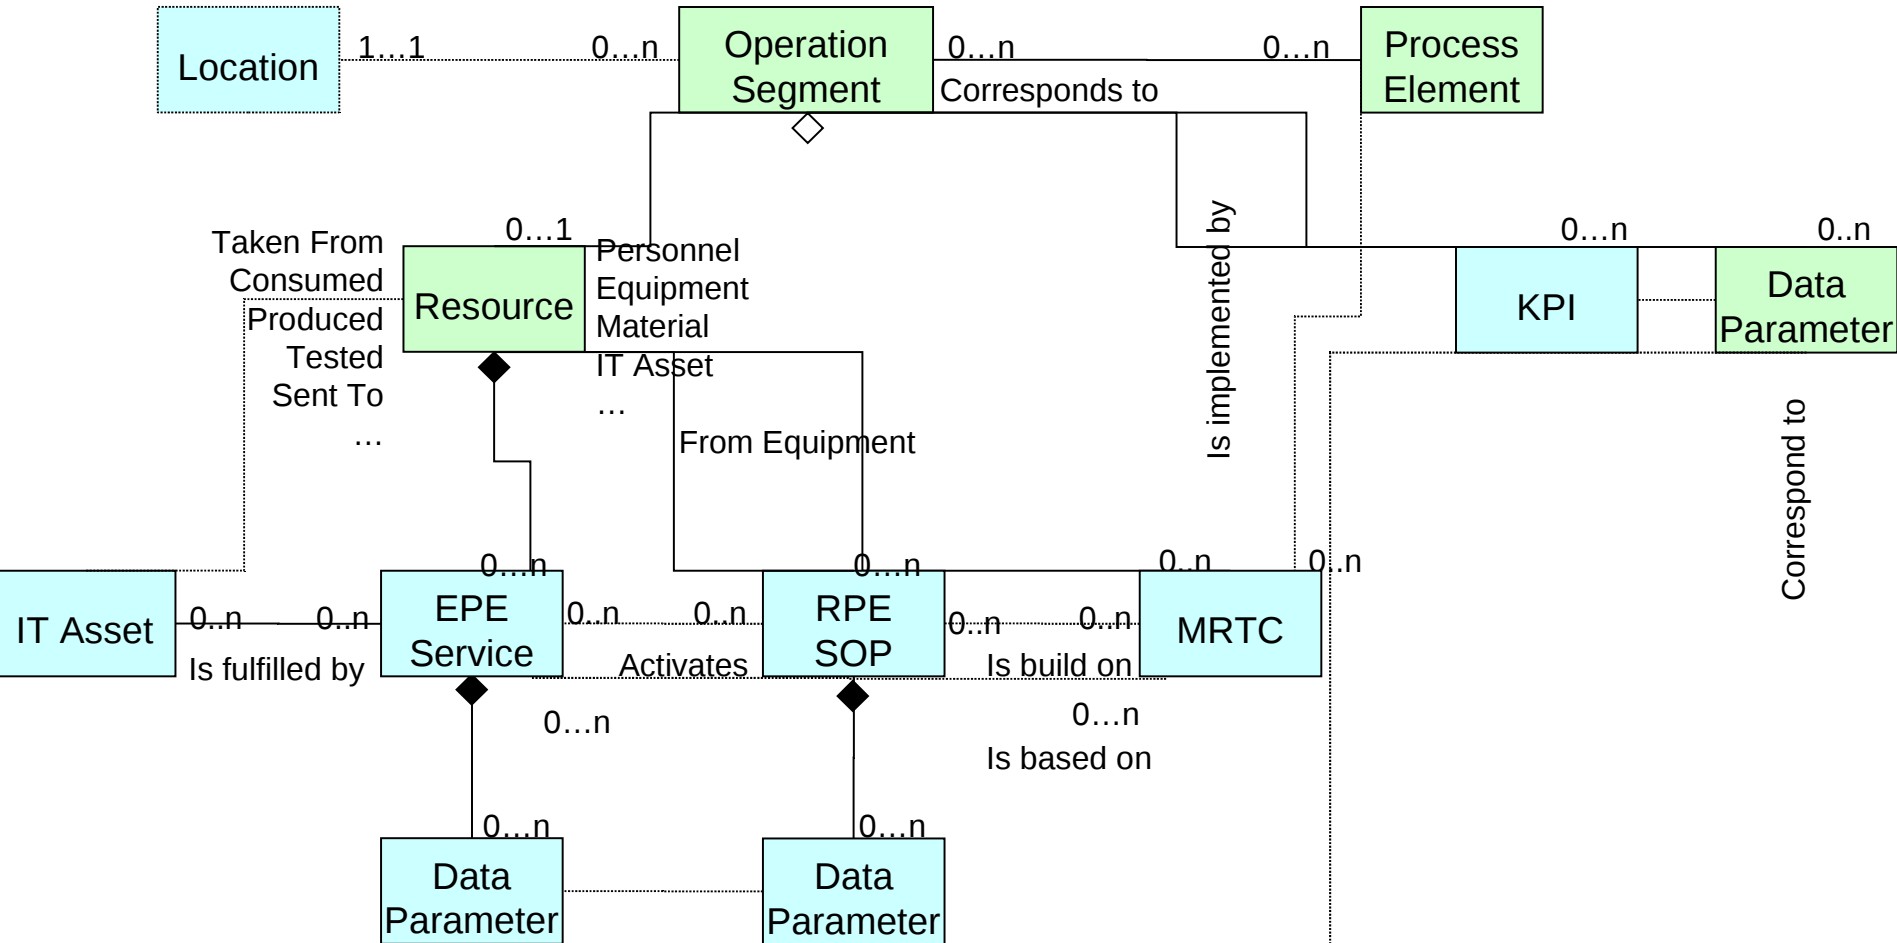 Location
1…1
0…n
Operation
Segment
0…n
0…n
Process
Element
Corresponds to
Taken From
Consumed
Produced
Tested
Sent To
…
0…1
Resource
Personnel
Equipment
Material
IT Asset
…
From Equipment
Is implemented by
0…n
KPI
0..n
Data
Parameter
Correspond to
IT Asset
0..n
0..n
Is fulfilled by
0…n
EPE
Service
0..n
0..n
Activates
0…n
RPE
SOP
0..n
0..n
Is build on
0..n
0..n
MRTC
0…n
0…n
Is based on
0…n
Data
Parameter
0…n
Data
Parameter